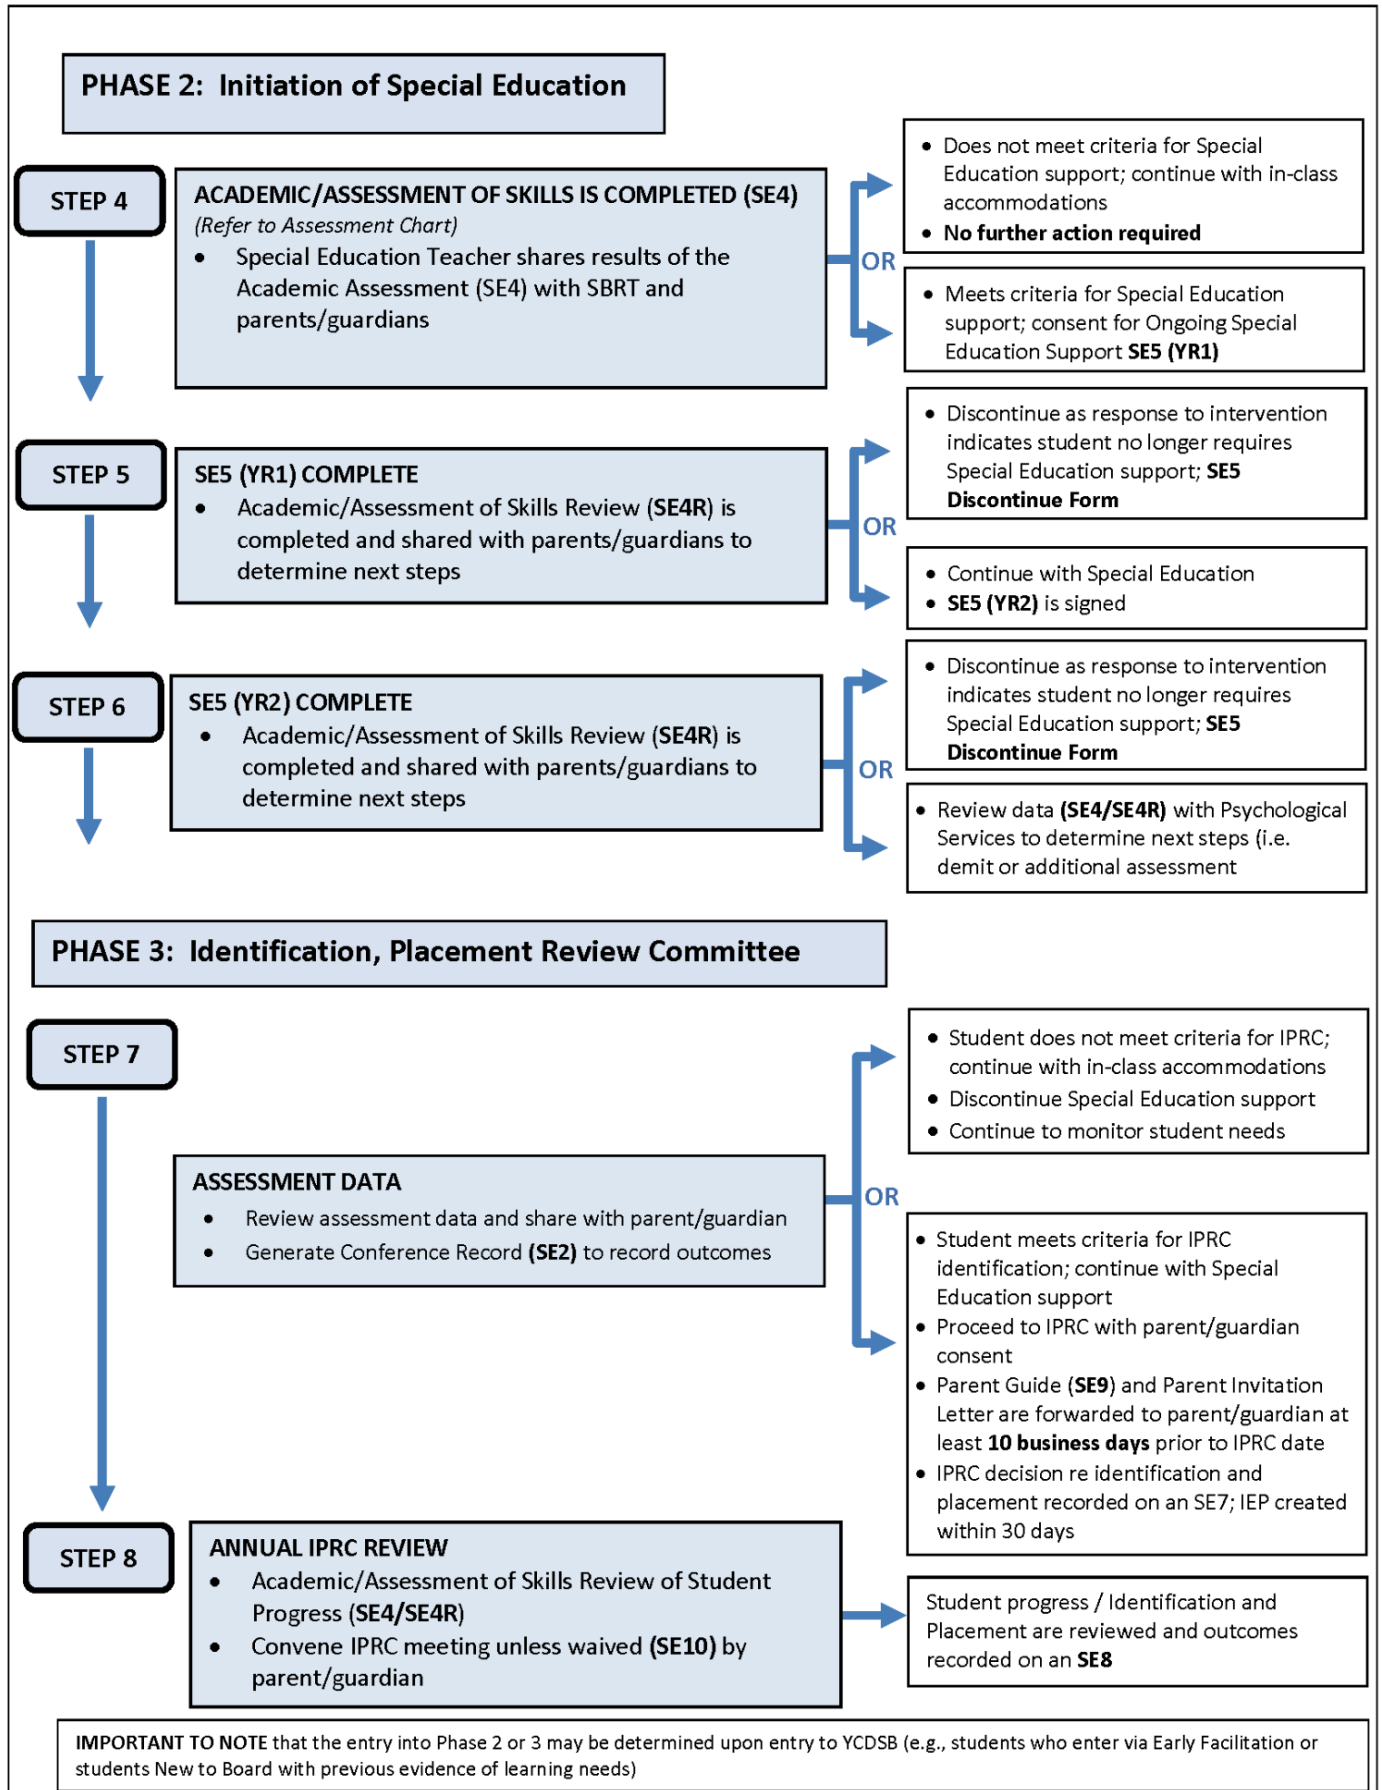 PHASE 2: Initiation of Special Education
STEP 4
ACADEMIC/ASSESSMENT OF SKILLS IS COMPLETED (SE4)
(Refer to Assessment Chart)
• Special Education Teacher shares results of the
Academic Assessment (SE4) with SBRT and
parents/guardians
OR
• Does not meet criteria for Special
Education support; continue with in-class
accommodations
• No further action required
• Meets criteria for Special Education
support; consent for Ongoing Special
Education Support SE5 (YR1)
STEP 5
SE5 (YR1) COMPLETE
• Academic/Assessment of Skills Review (SE4R) is
completed and shared with parents/guardians to
determine next steps
OR
• Discontinue as response to intervention
indicates student no longer requires
Special Education support; SE5
Discontinue Form
• Continue with Special Education
• SE5 (YR2) is signed
STEP 6
SE5 (YR2) COMPLETE
• Academic/Assessment of Skills Review (SE4R) is
completed and shared with parents/guardians to
determine next steps
OR
• Discontinue as response to intervention
indicates student no longer requires
Special Education support; SE5
Discontinue Form
• Review data (SE4/SE4R) with Psychological
Services to determine next steps (i.e.
demit or additional assessment
PHASE 3: Identification, Placement Review Committee
STEP 7
ASSESSMENT DATA
• Review assessment data and share with parent/guardian
• Generate Conference Record (SE2) to record outcomes
OR
• Student does not meet criteria for IPRC;
continue with in-class accommodations
• Discontinue Special Education support
• Continue to monitor student needs
• Student meets criteria for IPRC
identification; continue with Special
Education support
• Proceed to IPRC with parent/guardian
consent
• Parent Guide (SE9) and Parent Invitation
Letter are forwarded to parent/guardian at
least 10 business days prior to IPRC date
• IPRC decision re identification and
placement recorded on an SE7; IEP created
within 30 days
STEP 8
ANNUAL IPRC REVIEW
• Academic/Assessment of Skills Review of Student
Progress (SE4/SE4R)
• Convene IPRC meeting unless waived (SE10) by
parent/guardian
Student progress / Identification and
Placement are reviewed and outcomes
recorded on an SE8
IMPORTANT TO NOTE that the entry into Phase 2 or 3 may be determined upon entry to YCDSB (e.g., students who enter via Early Facilitation or
students New to Board with previous evidence of learning needs)